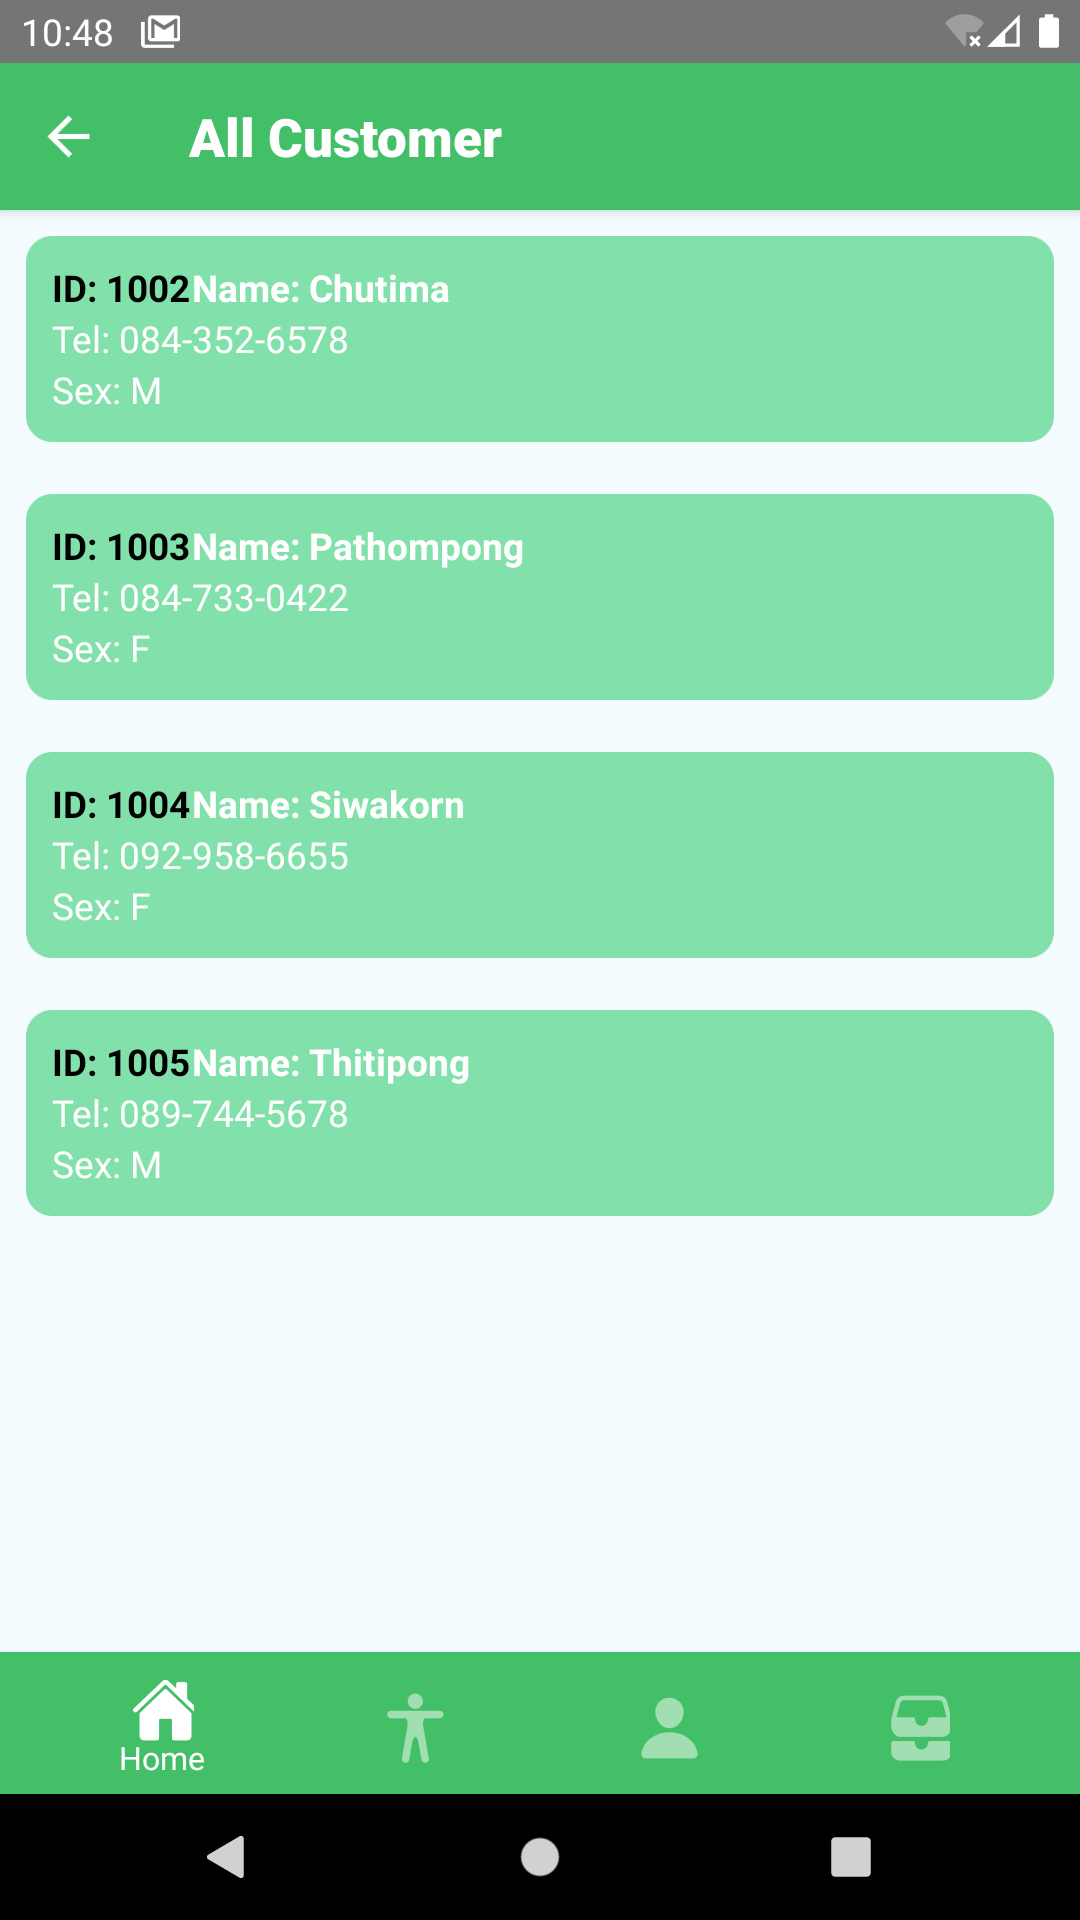 10:48
All Customer
ID: 1002Name: Chutima
Tel: 084-352-6578
Sex: M
ID: 1003Name: Pathompong
Tel: 084-733-0422
Sex: F
ID: 1004Name: Siwakorn
Tel: 092-958-6655
Sex: F
ID: 1005Name: Thitipong
Tel: 089-744-5678
Sex: M
Home